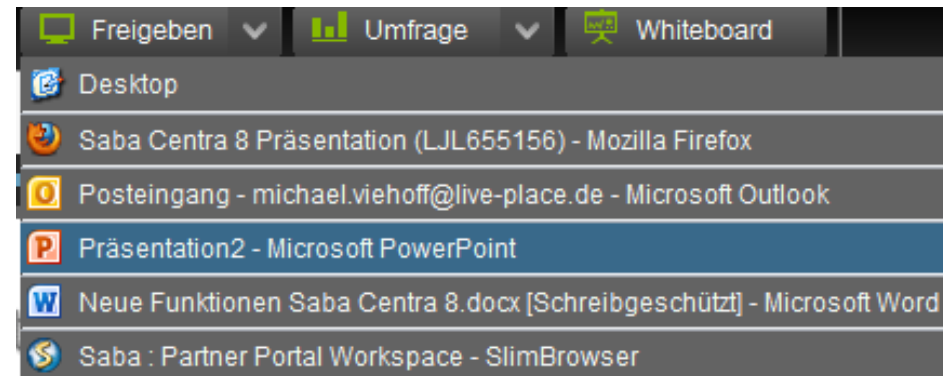 Freigeben Umfrage Whiteboard
Desktop
Saba Centra 8 Präsentation (LJL655156) - Mozilla Firefox
Posteingang - michael.viehoff@live-place.de - Microsoft Outlook
Präsentation2 - Microsoft PowerPoint
Neue Funktionen Saba Centra 8.docx [Schreibgeschützt] - Microsoft Word
Saba : Partner Portal Workspace - SlimBrowser